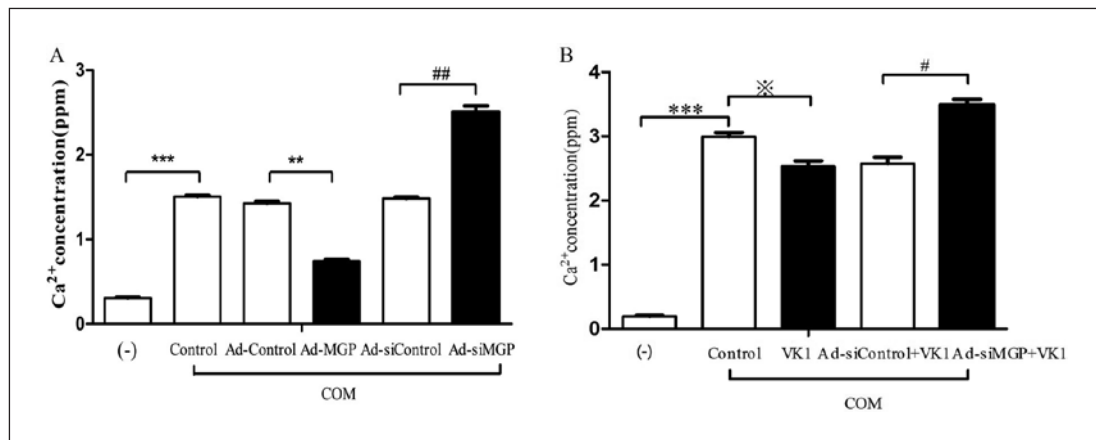 A
Ca2+concentration(ppm)
3
2
1
0
***
**
##
(-)
Control Ad-Control Ad-MGP Ad-siControl Ad-siMGP
COM
B
Ca2+concentration(ppm)
4
3
2
1
0
***
※
#
(-)
Control VK1 Ad-siControl+VK1 Ad-siMGP+VK1
COM